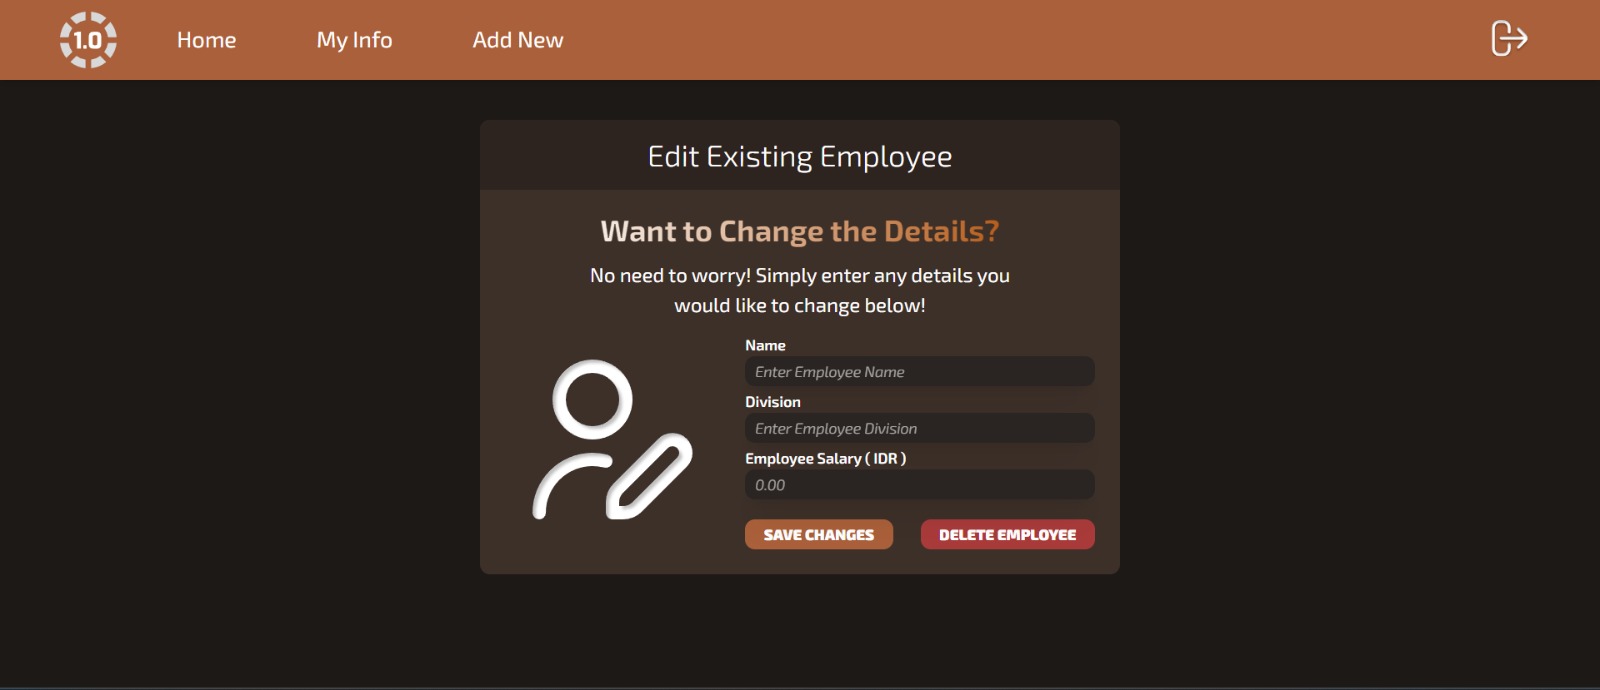 1.0
Home
My Info
Add New
Edit Existing Employee
Want to Change the Details?
No need to worry! Simply enter any details you
would like to change below!
Name
Enter Employee Name
Division
Enter Employee Division
Employee Salary ( IDR )
0.00
SAVE CHANGES
DELETE EMPLOYEE